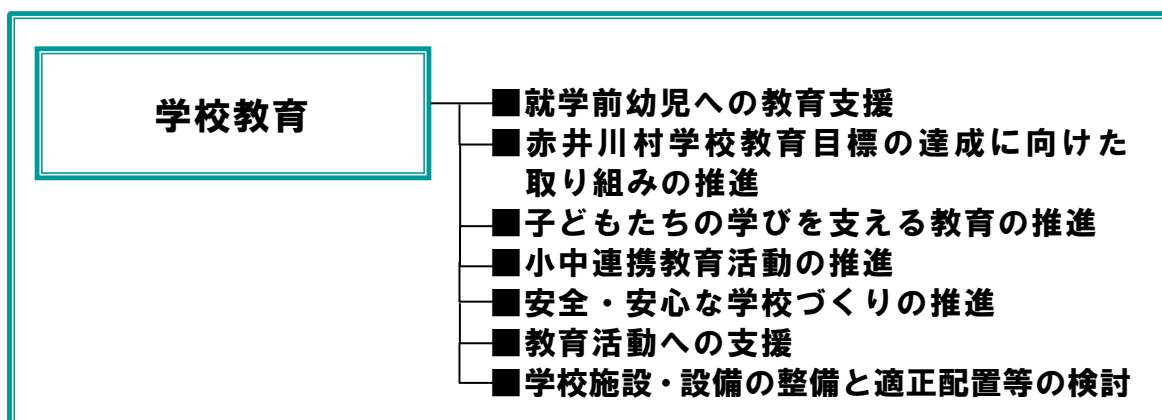 学校教育
■就学前幼児への教育支援
■赤井川村学校教育目標の達成に向けた
取り組みの推進
■子どもたちの学びを支える教育の推進
■小中連携教育活動の推進
■安全・安心な学校づくりの推進
■教育活動への支援
■学校施設・設備の整備と適正配置等の検討